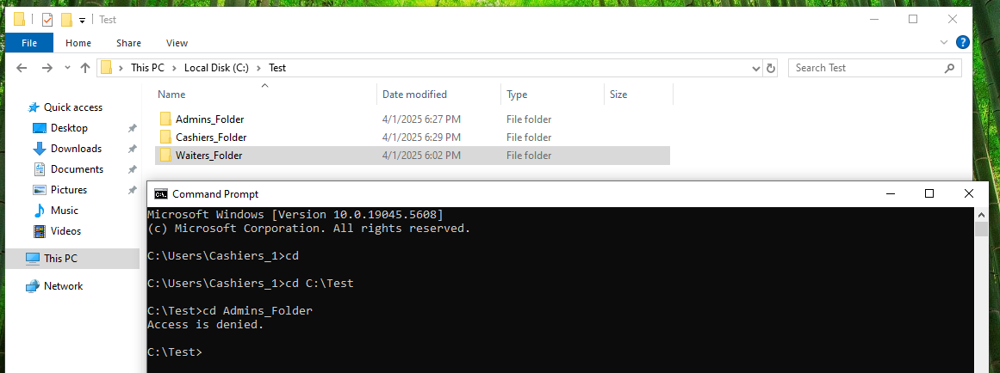 Test
File Home Share View
This PC Local Disk (C:) Test
Search Test
Name Date modified Type Size
Quick access
Desktop
Downloads
Documents
Pictures
Music
Videos
This PC
Network
Admins_Folder 4/1/2025 6:27 PM File folder
Cashiers_Folder 4/1/2025 6:29 PM File folder
Waiters_Folder 4/1/2025 6:02 PM File folder
Command Prompt
Microsoft Windows [Version 10.0.19045.5608]
(c) Microsoft Corporation. All rights reserved.
C:\Users\Cashiers_1>cd
C:\Users\Cashiers_1>cd C:\Test
C:\Test>cd Admins_Folder
Access is denied.
C:\Test>